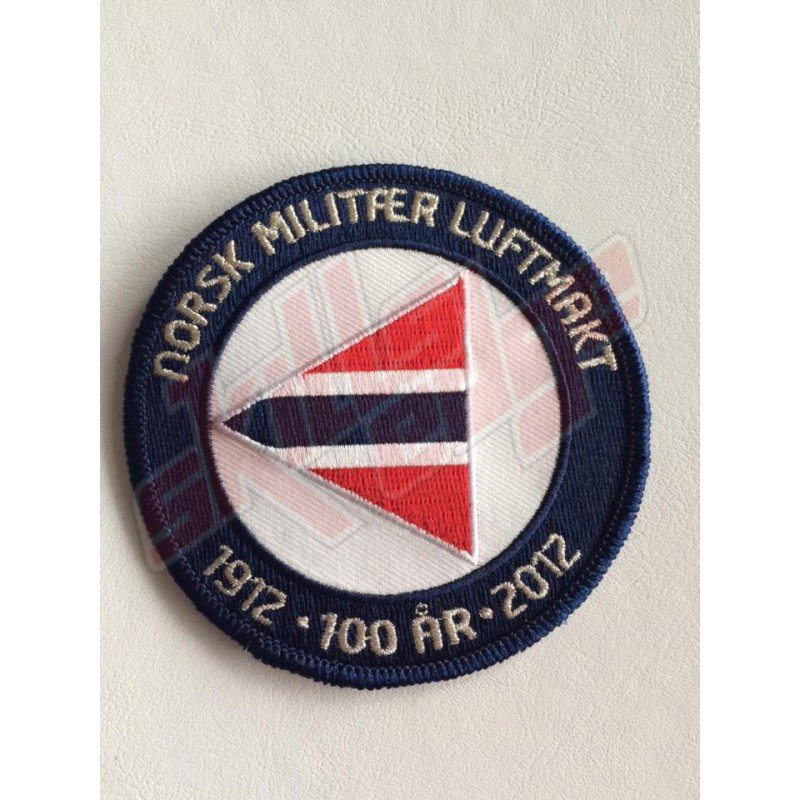 NORSK MILITÆR LUFTMAKT
1912 • 100 ÅR • 2012